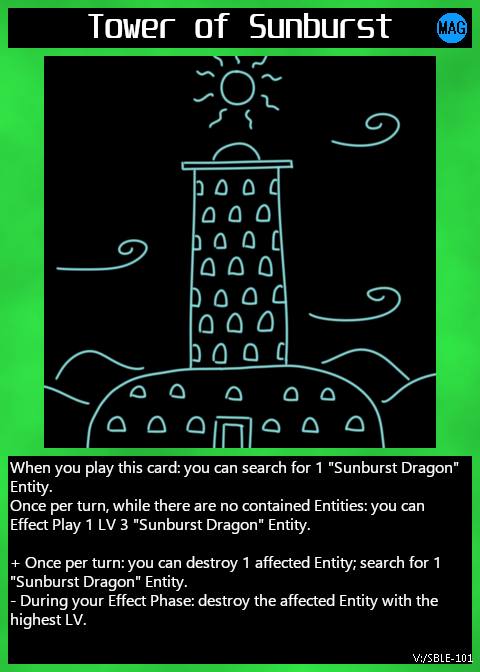 Tower of Sunburst
MAG
When you play this card: you can search for 1 "Sunburst Dragon"
Entity.
Once per turn, while there are no contained Entities: you can
Effect Play 1 LV 3 "Sunburst Dragon" Entity.
+ Once per turn: you can destroy 1 affected Entity; search for 1
"Sunburst Dragon" Entity.
- During your Effect Phase: destroy the affected Entity with the
highest LV.
V:/SBLE-101